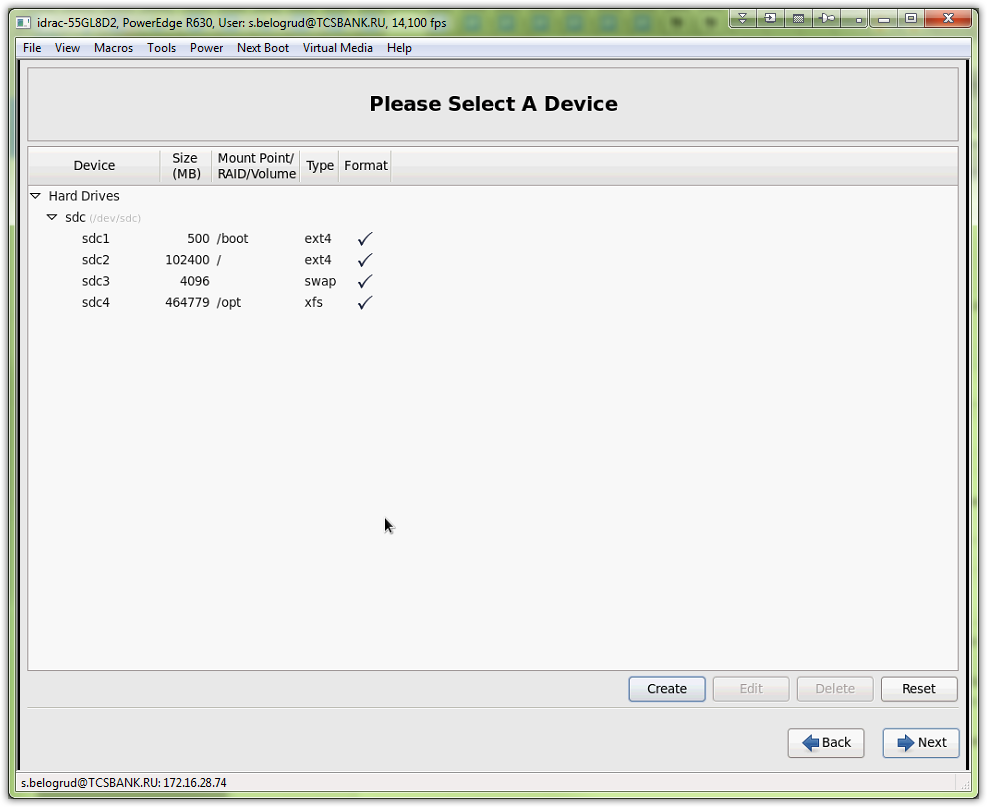 idrac-55GL8D2, PowerEdge R630, User: s.belogrud@TCSBANK.RU, 14,100 fps
File View Macros Tools Power Next Boot Virtual Media Help
Please Select A Device
Device Size (MB) Mount Point/ RAID/Volume Type Format
Hard Drives
sdc (/dev/sdc)
sdc1 500 /boot ext4
sdc2 102400 / ext4
sdc3 4096 swap
sdc4 464779 /opt xfs
Create Edit Delete Reset
Back Next
s.belogrud@TCSBANK.RU: 172.16.28.74